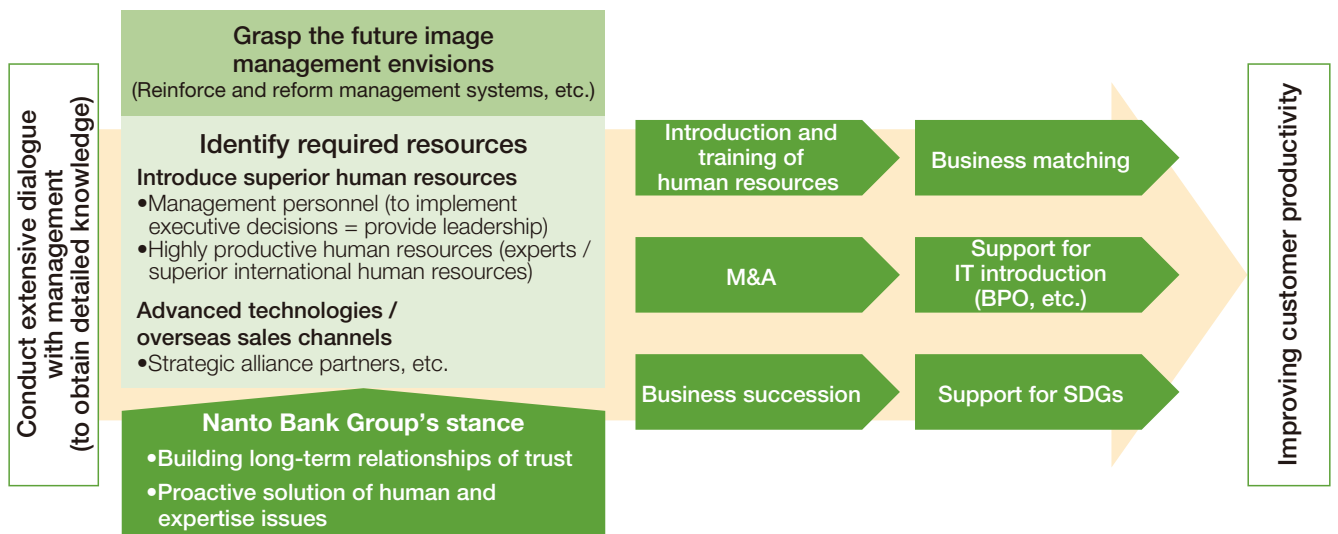 Conduct extensive dialogue
with management
(to obtain detailed knowledge)
Grasp the future image
management envisions
(Reinforce and reform management systems, etc.)
Identify required resources
Introduce superior human resources
•Management personnel (to implement
executive decisions = provide leadership)
•Highly productive human resources (experts /
superior international human resources)
Advanced technologies /
overseas sales channels
•Strategic alliance partners, etc.
Nanto Bank Group's stance
•Building long-term relationships of trust
•Proactive solution of human and
expertise issues
Introduction and
training of
human resources
Business matching
M&A
Support for
IT introduction
(BPO, etc.)
Business succession
Support for SDGs
Improving customer productivity